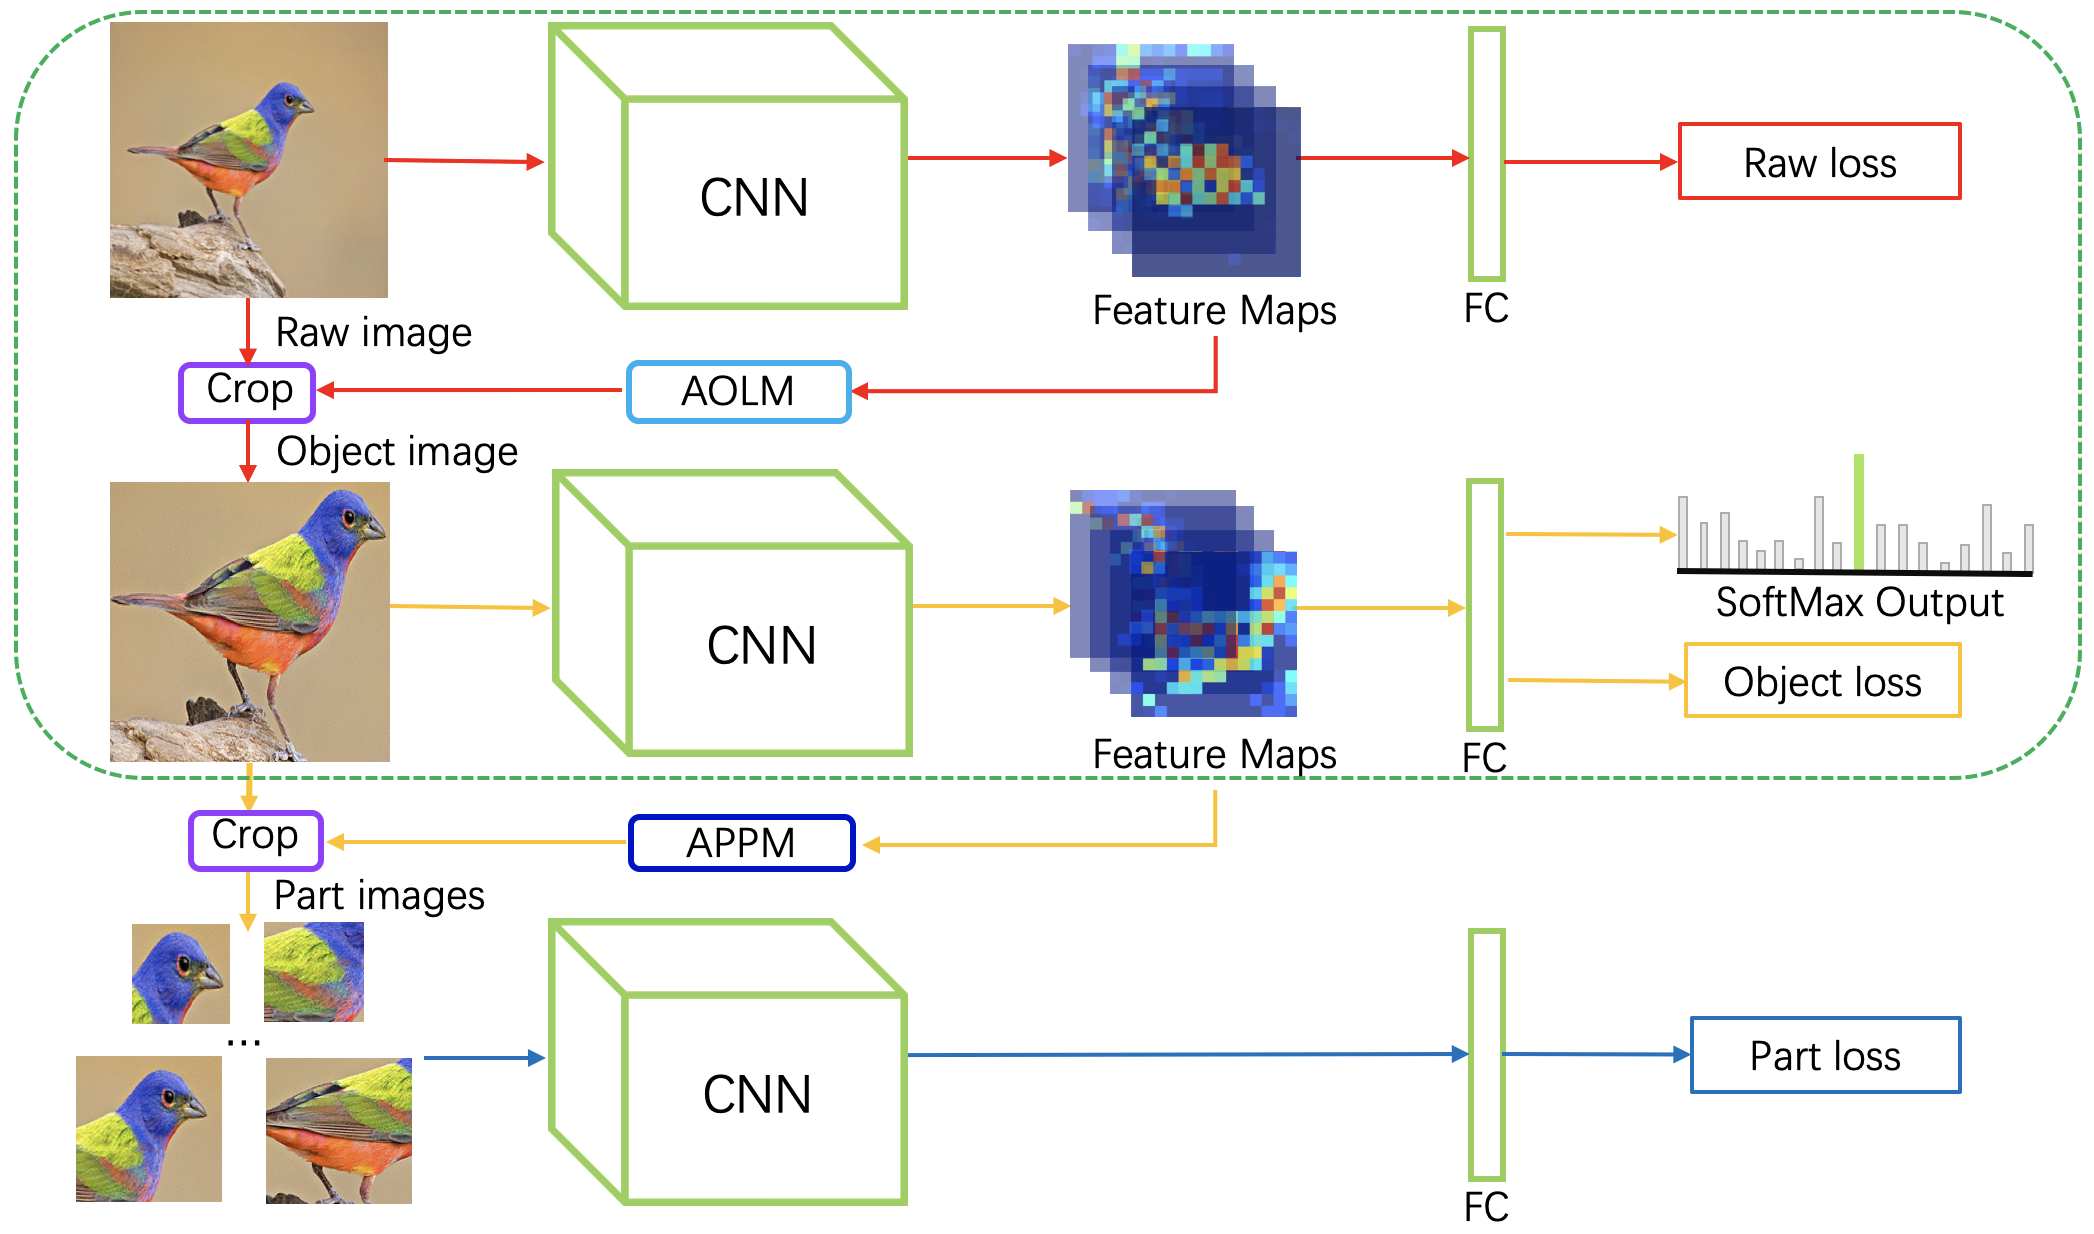 CNN
Feature Maps
FC
Raw loss
Raw image
Crop
AOLM
Object image
CNN
Feature Maps
FC
SoftMax Output
Object loss
Crop
APPM
Part images
...
CNN
FC
Part loss